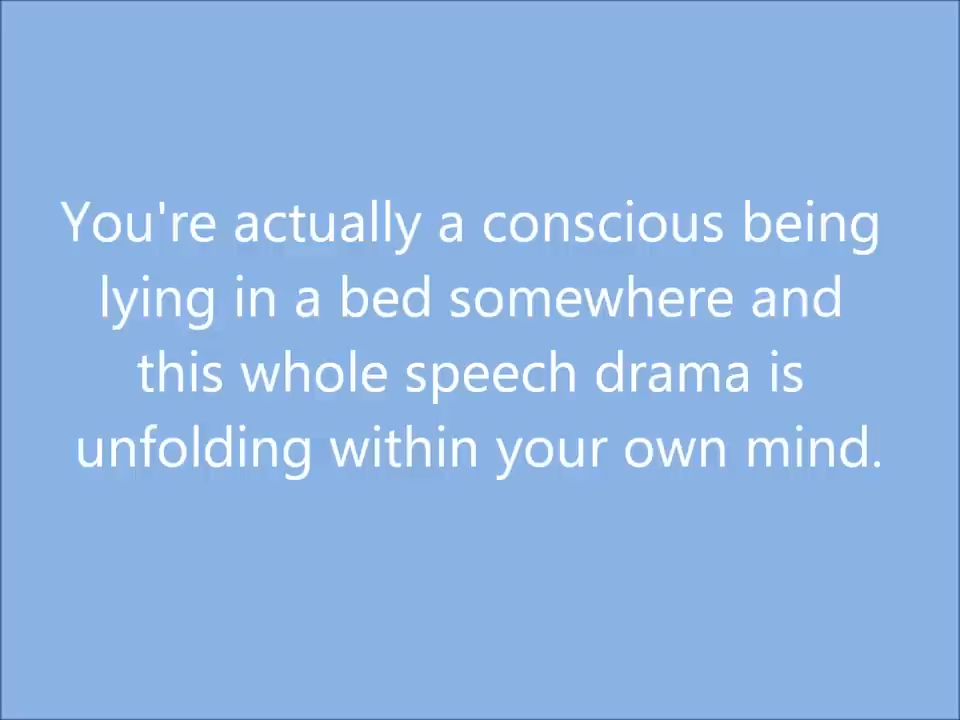 You're actually a conscious being
lying in a bed somewhere and
this whole speech drama is
unfolding within your own mind.